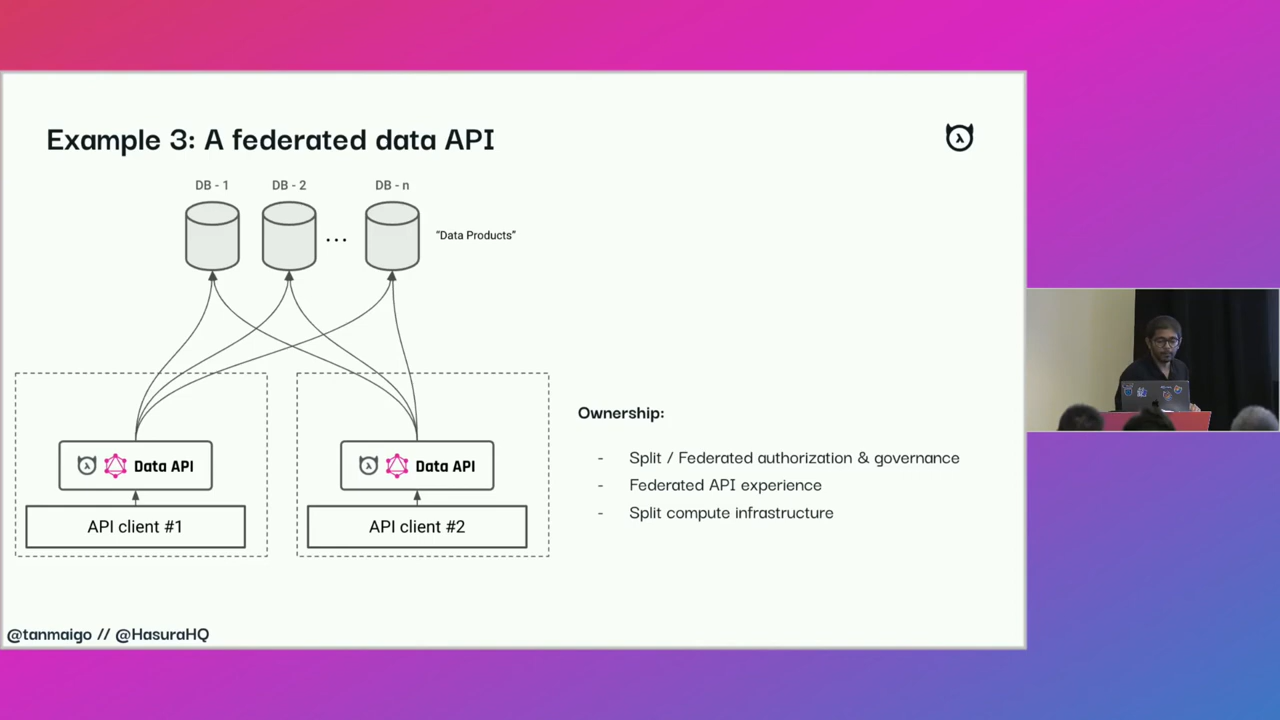 Example 3: A federated data API
DB - 1
DB - 2
DB - n
...
"Data Products"
Data API
Data API
API client #1
API client #2
Ownership:
- Split / Federated authorization & governance
- Federated API experience
- Split compute infrastructure
@tanmaigo // @HasuraHQ